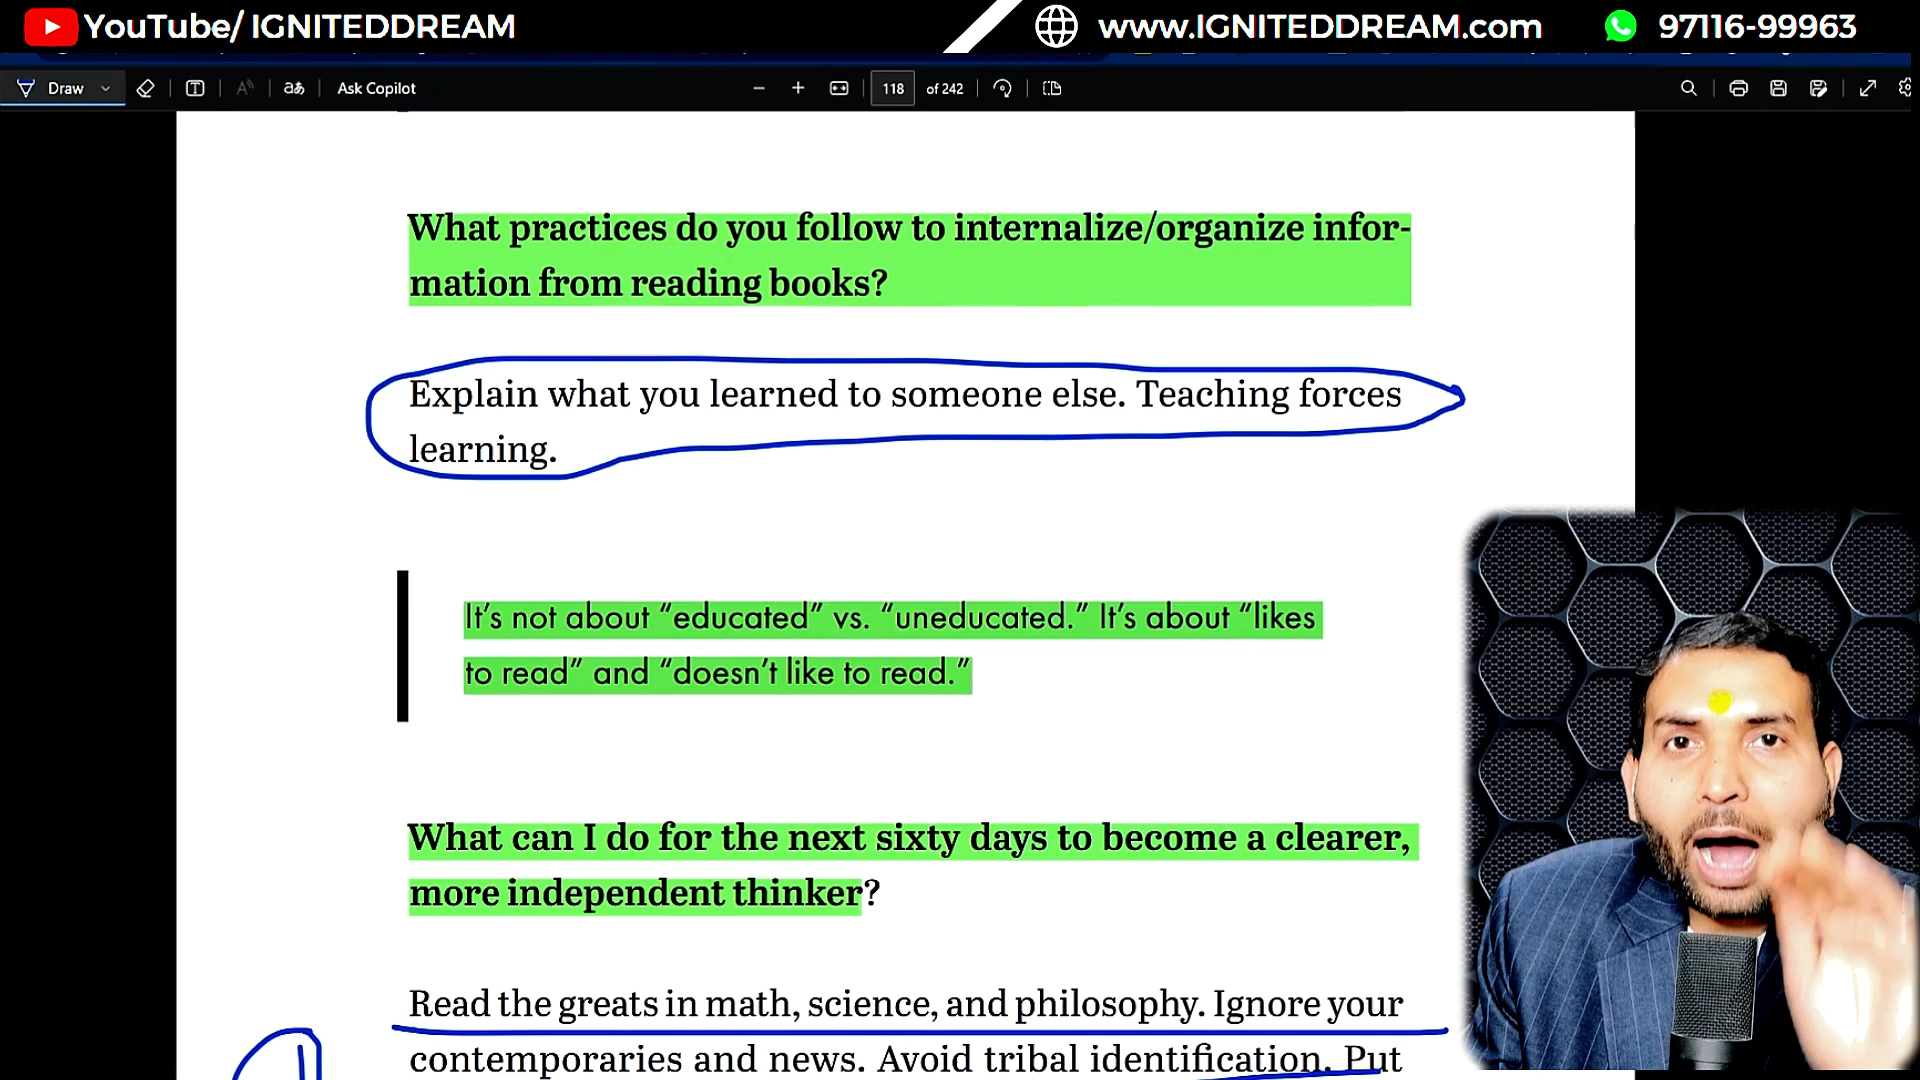 YouTube/ IGNITEDDREAM
www.IGNITEDDREAM.com
97116-99963
Draw
aあ
Ask Copilot
118 of 242
What practices do you follow to internalize/organize infor-
mation from reading books?
Explain what you learned to someone else. Teaching forces
learning.
It’s not about “educated” vs. “uneducated.” It’s about “likes
to read” and “doesn’t like to read.”
What can I do for the next sixty days to become a clearer,
more independent thinker?
Read the greats in math, science, and philosophy. Ignore your
contemporaries and news. Avoid tribal identification. Put